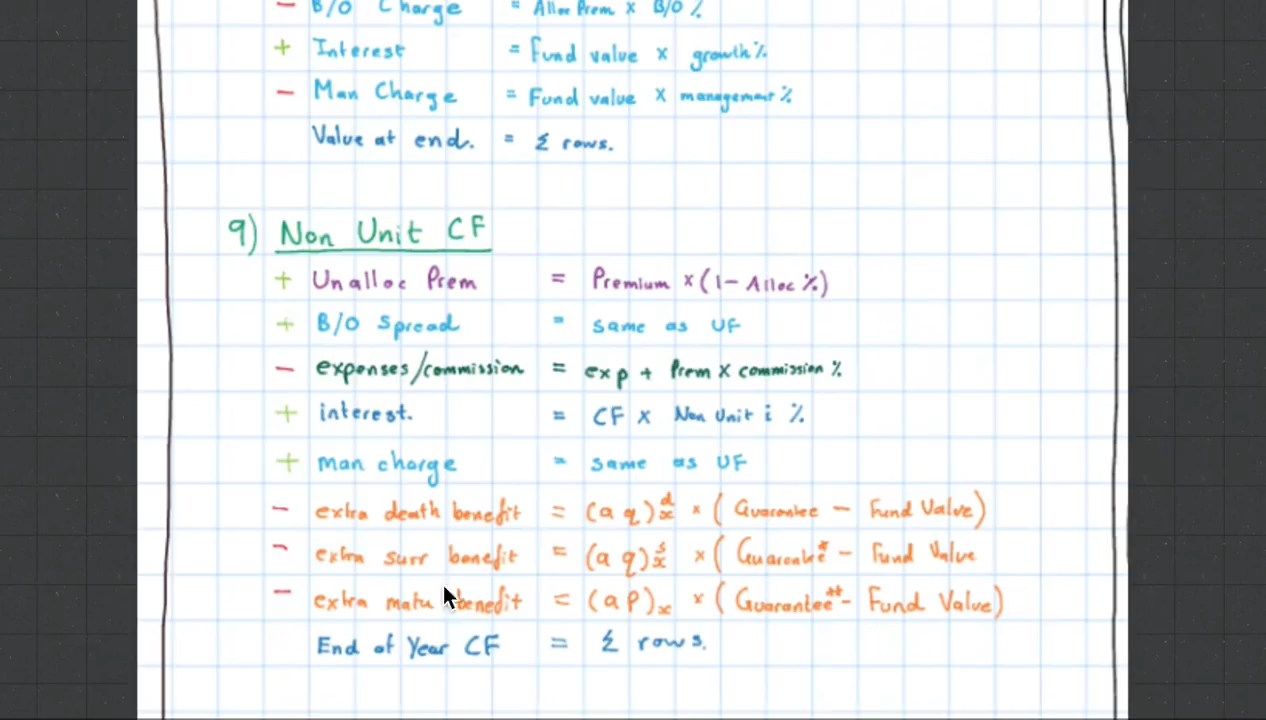 - B/O Charge = Alloc Prem x B/O %
+ Interest = Fund value x growth %
- Man Charge = Fund value x management %
Value at end. = Σ rows.
9) Non Unit CF
+ Unalloc Prem = Premium x (1 - Alloc %)
+ B/O Spread = same as UF
- expenses/commission = exp + Prem x commission %
+ interest. = CF x Non Unit i %
+ man charge = same as UF
- extra death benefit = (aq)ᵈₓ x (Guarantee - Fund Value)
- extra surr benefit = (aq)ˢₓ x (Guarantee* - Fund Value
- extra matu benefit = (ap)ₓ x (Guarantee** - Fund Value)
End of Year CF = Σ rows.